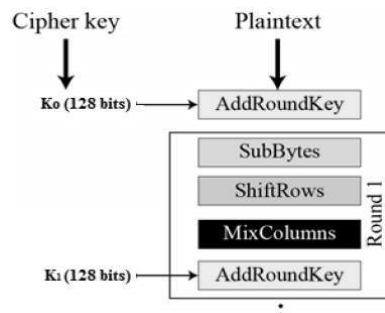 Cipher key Plaintext
K0 (128 bits) AddRoundKey
SubBytes
ShiftRows
Round 1
MixColumns
K1 (128 bits) AddRoundKey